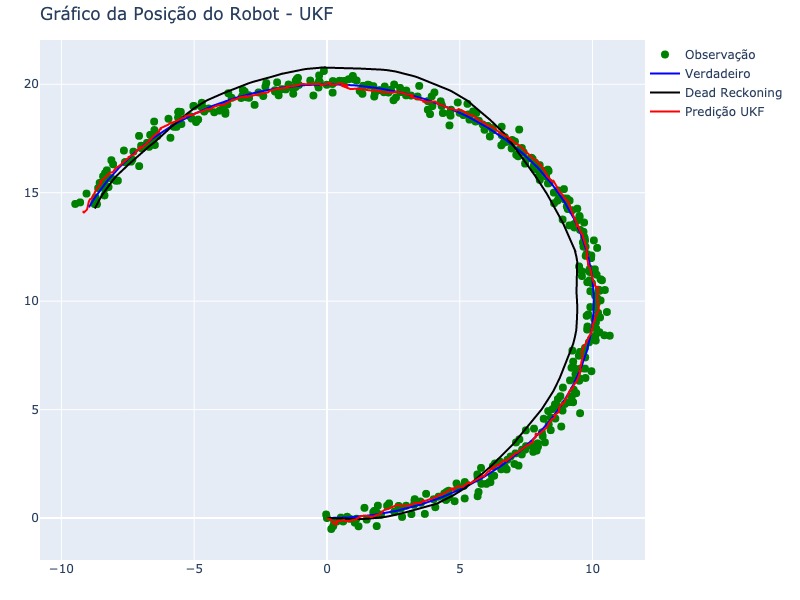 Gráfico da Posição do Robot - UKF
Observação
Verdadeiro
Dead Reckoning
Predição UKF
20
15
10
5
0
−10
−5
0
5
10